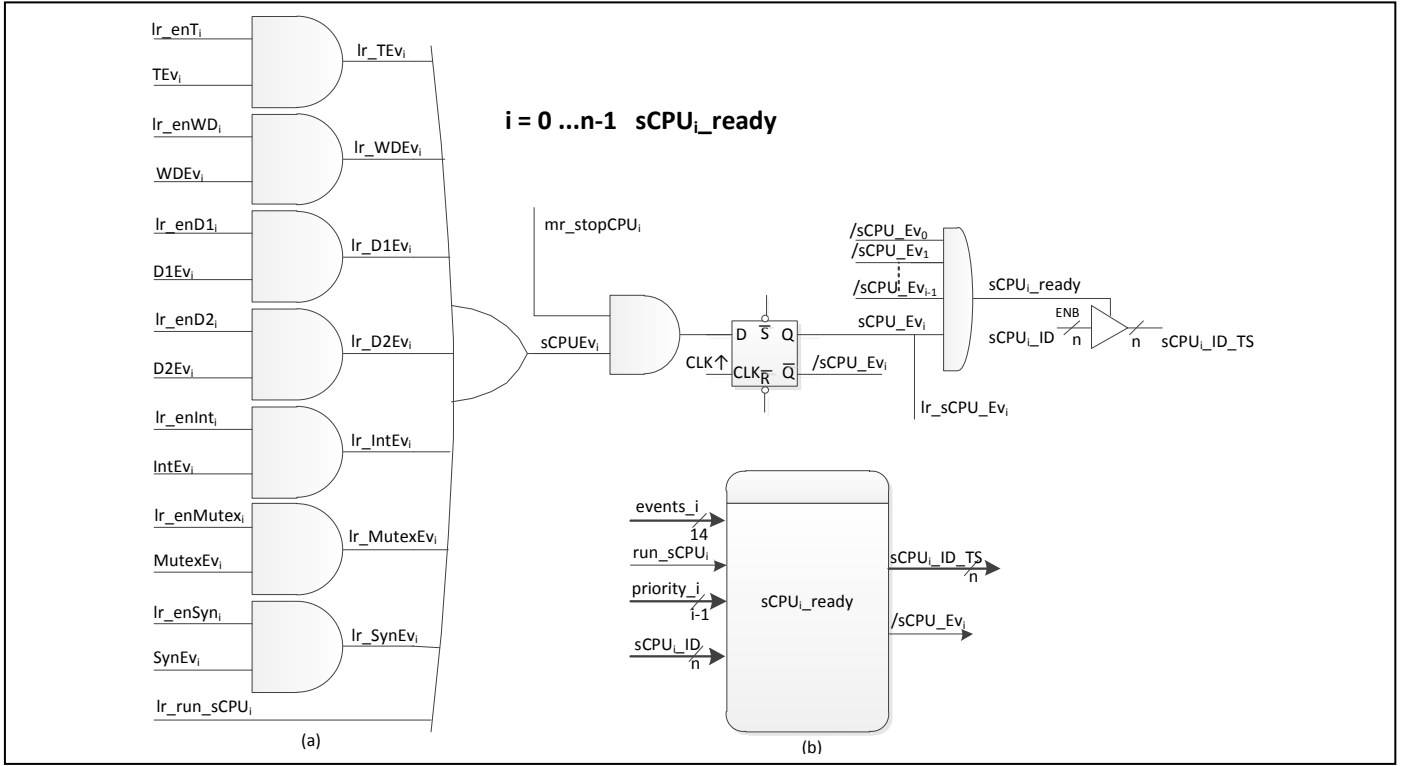 lr_enTᵢ
TEvᵢ
lr_TEvᵢ
lr_enWDᵢ
WDEvᵢ
lr_WDEvᵢ
lr_enD1ᵢ
D1Evᵢ
lr_D1Evᵢ
lr_enD2ᵢ
D2Evᵢ
lr_D2Evᵢ
lr_enIntᵢ
IntEvᵢ
lr_IntEvᵢ
lr_enMutexᵢ
MutexEvᵢ
lr_MutexEvᵢ
lr_enSynᵢ
SynEvᵢ
lr_SynEvᵢ
lr_run_sCPUᵢ
(a)
i = 0 ...n-1 sCPUᵢ_ready
mr_stopCPUᵢ
sCPUEvᵢ
D S̅ Q
CLK↑
CLK R̅ Q̅
/sCPU_Evᵢ
/sCPU_Ev₀
/sCPU_Ev₁
/sCPU_Evᵢ₋₁
sCPU_Evᵢ
lr_sCPU_Evᵢ
sCPUᵢ_ready
ENB
sCPUᵢ_ID
n
n
sCPUᵢ_ID_TS
events_i
14
run_sCPUᵢ
priority_i
i-1
sCPUᵢ_ID
n
sCPUᵢ_ready
sCPUᵢ_ID_TS
n
/sCPU_Evᵢ
(b)